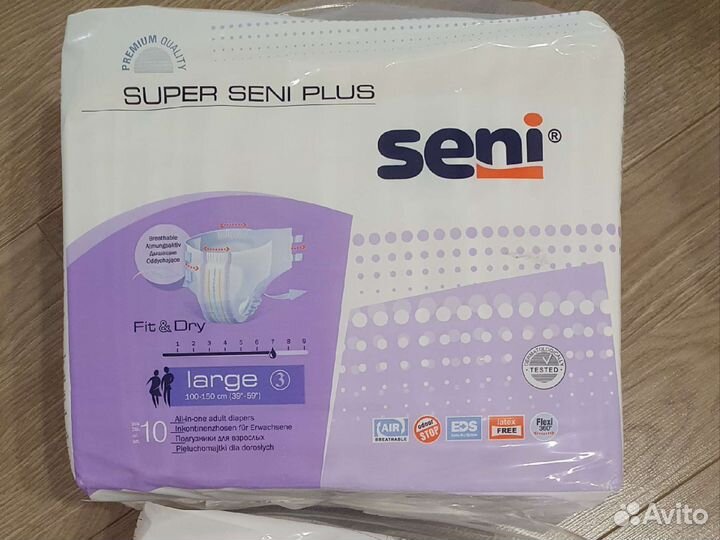 PREMIUM QUALITY
SUPER SENI PLUS
seni®
Breathable
Atmungsaktiv
Дышащие
Oddychające
Fit & Dry
1 2 3 4 5 6 7 8 9
large 3
100-150 cm (39"-59")
10
All-in-one adult diapers
Inkontinenzhosen für Erwachsene
Подгузники для взрослых
Pieluchomajtki dla dorosłych
DERMATOLOGICALLY
TESTED
AIR
BREATHABLE
odour
STOP
EDS
latex
FREE
Flexi
360°
Avito